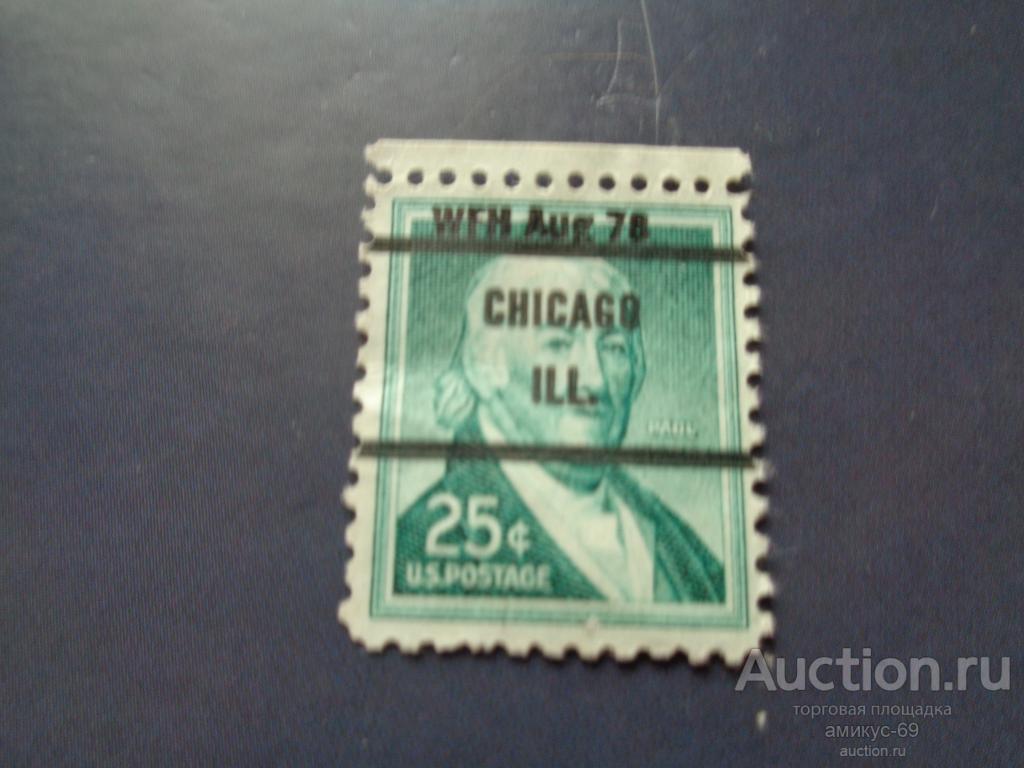 WFH Aug 78
CHICAGO
ILL.
PAUL
25¢
U.S. POSTAGE
Auction.ru
торговая площадка
амикус-69
auction.ru